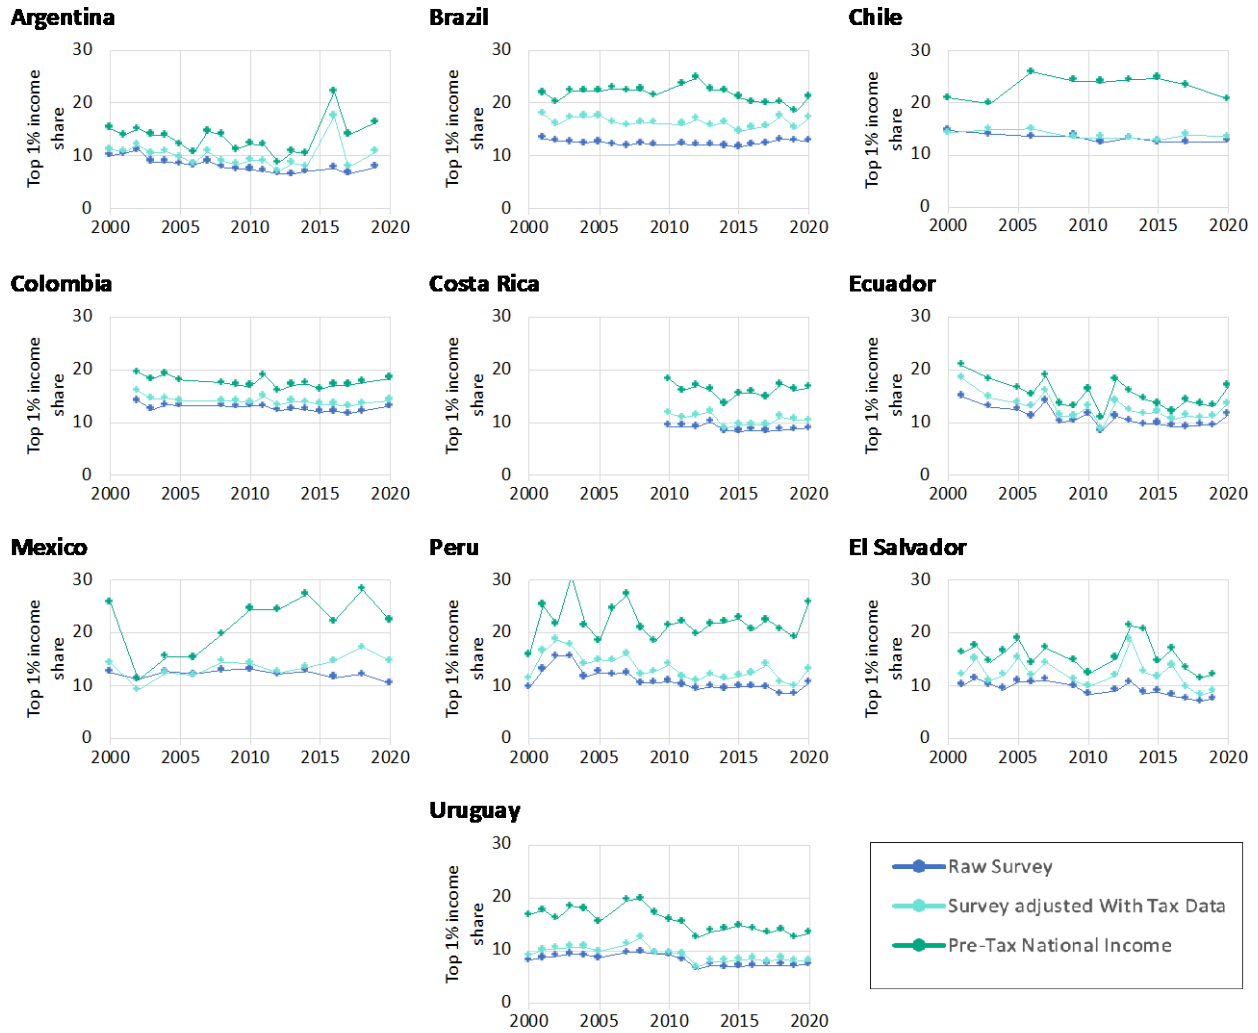 Argentina
Brazil
Chile
Top 1% income
share
30
20
10
0
2000 2005 2010 2015 2020
Top 1% income
share
30
20
10
0
2000 2005 2010 2015 2020
Top 1% income
share
30
20
10
0
2000 2005 2010 2015 2020
Colombia
Costa Rica
Ecuador
Top 1% income
share
30
20
10
0
2000 2005 2010 2015 2020
Top 1% income
share
30
20
10
0
2000 2005 2010 2015 2020
Top 1% income
share
30
20
10
0
2000 2005 2010 2015 2020
Mexico
Peru
El Salvador
Top 1% income
share
30
20
10
0
2000 2005 2010 2015 2020
Top 1% income
share
30
20
10
0
2000 2005 2010 2015 2020
Top 1% income
share
30
20
10
0
2000 2005 2010 2015 2020
Uruguay
Top 1% income
share
30
20
10
0
2000 2005 2010 2015 2020
Raw Survey
Survey adjusted With Tax Data
Pre-Tax National Income